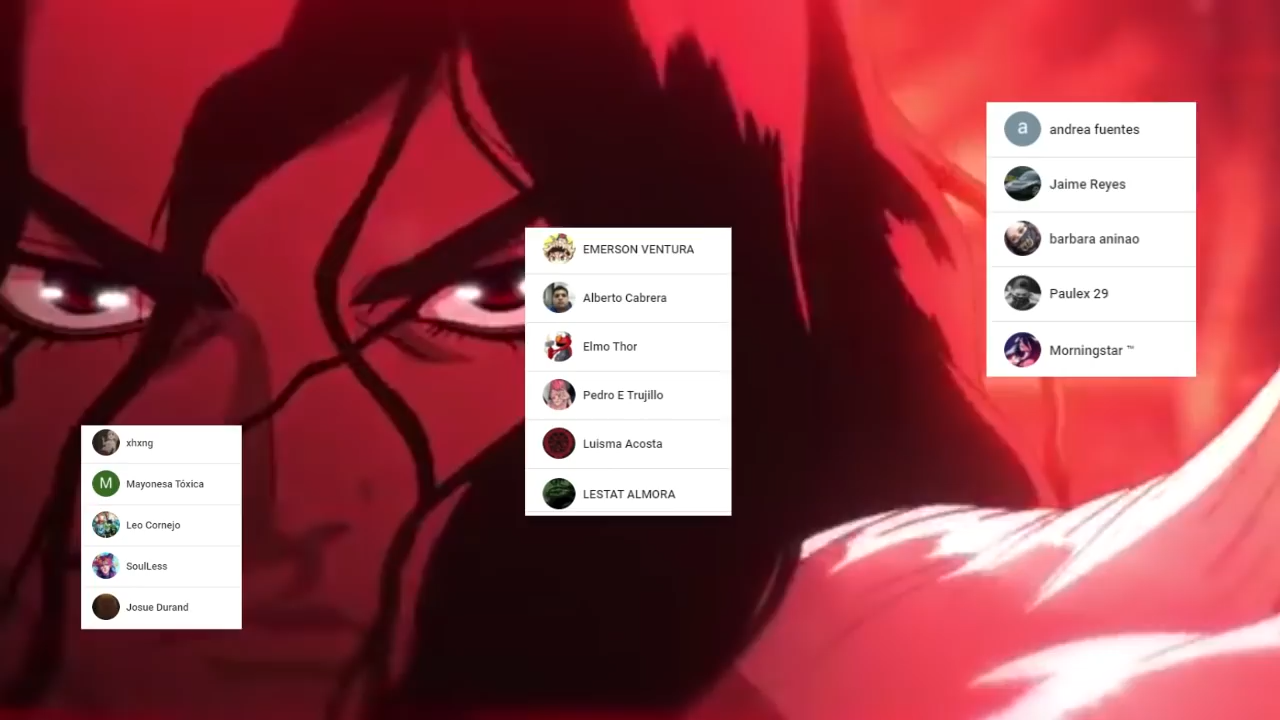 a
andrea fuentes
Jaime Reyes
barbara aninao
Paulex 29
Morningstar ™
EMERSON VENTURA
Alberto Cabrera
Elmo Thor
Pedro E Trujillo
Luisma Acosta
LESTAT ALMORA
xhxng
M
Mayonesa Tóxica
Leo Cornejo
SoulLess
Josue Durand